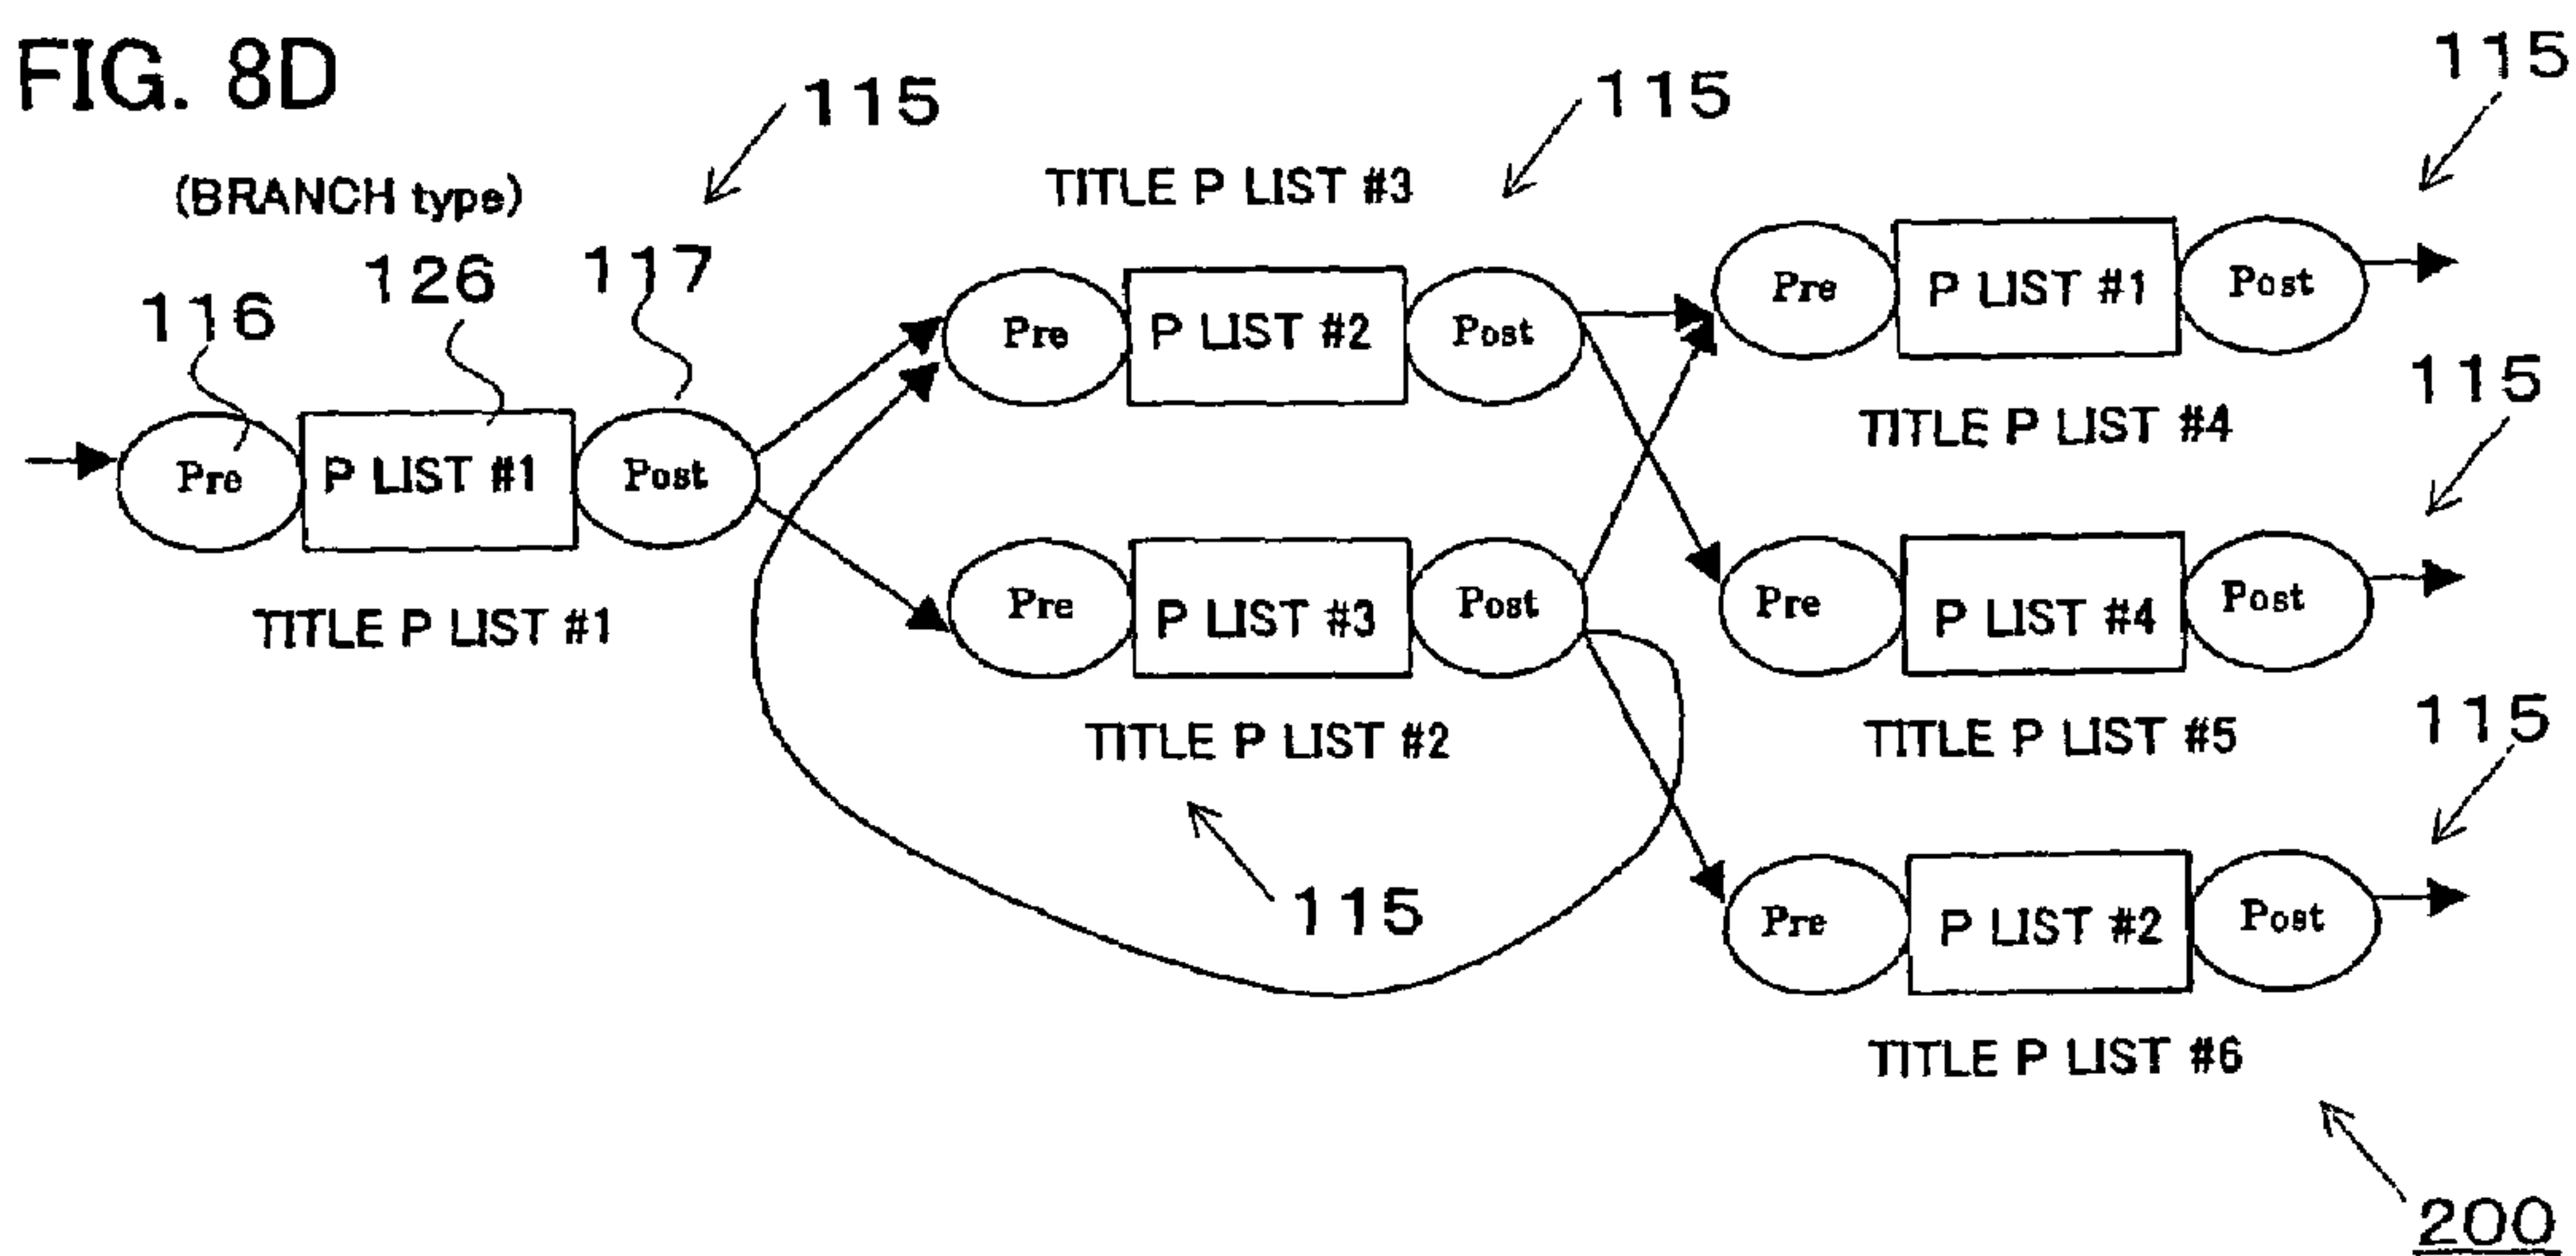 FIG. 8D
(BRANCH type)
115
116
126
117
Pre
P LIST #1
Post
TITLE P LIST #1
TITLE P LIST #3
115
Pre
P LIST #2
Post
Pre
P LIST #3
Post
TITLE P LIST #2
115
115
Pre
P LIST #1
Post
TITLE P LIST #4
115
Pre
P LIST #4
Post
TITLE P LIST #5
115
Pre
P LIST #2
Post
TITLE P LIST #6
200